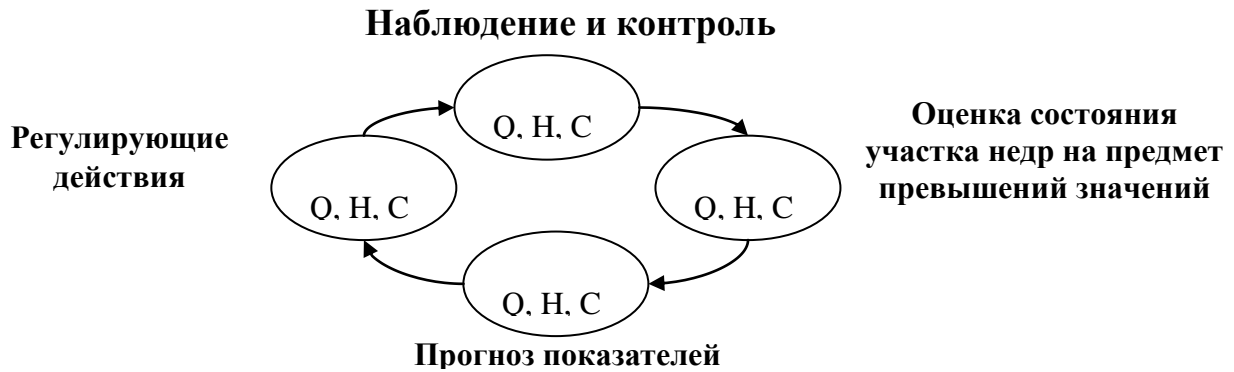 Наблюдение и контроль
Q, H, C
Регулирующие
действия
Оценка состояния
участка недр на предмет
превышений значений
Q, H, C
Q, H, C
Q, H, C
Прогноз показателей